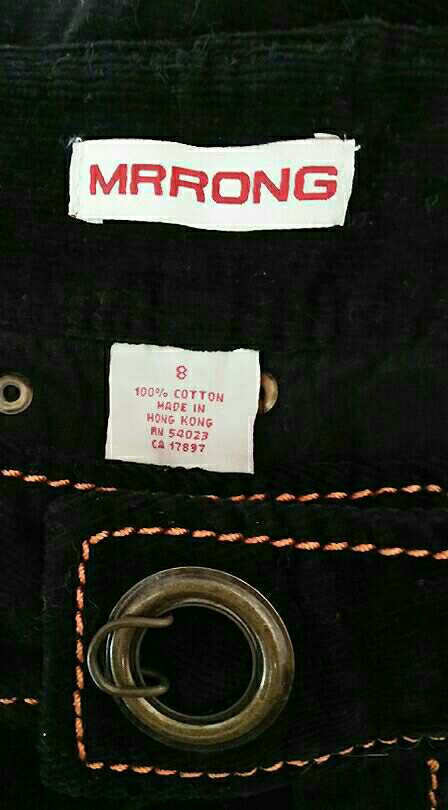 MRRONG
8
100% COTTON
MADE IN
HONG KONG
RN 54023
CA 17897